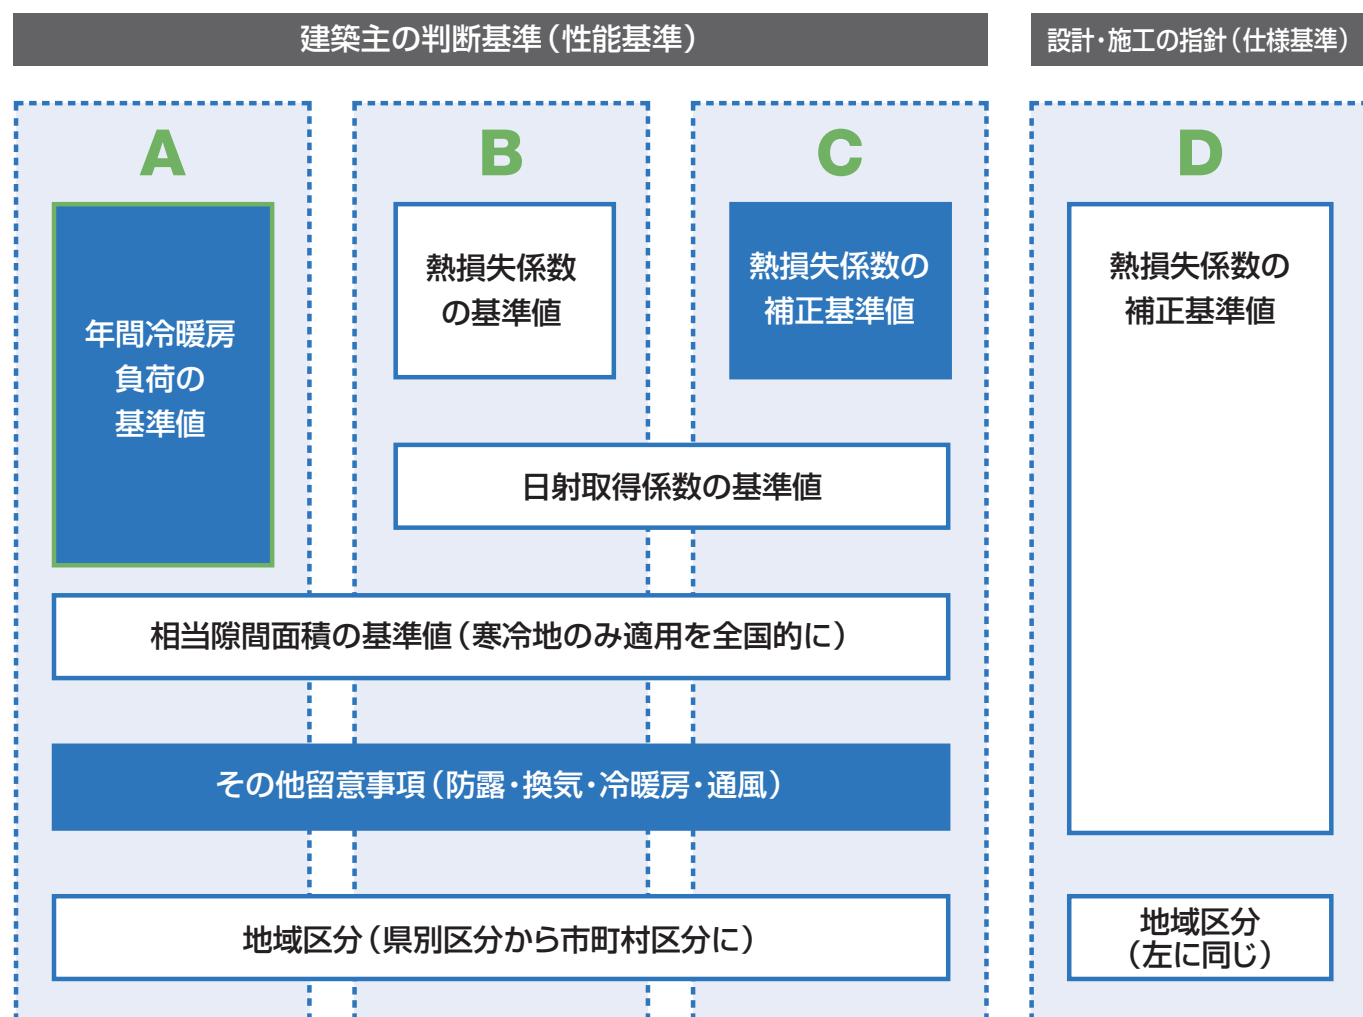 建築主の判断基準（性能基準）
設計・施工の指針（仕様基準）
A
B
C
D
年間冷暖房
負荷の
基準値
熱損失係数
の基準値
熱損失係数の
補正基準値
熱損失係数の
補正基準値
日射取得係数の基準値
相当隙間面積の基準値（寒冷地のみ適用を全国的に）
その他留意事項（防露・換気・冷暖房・通風）
地域区分（県別区分から市町村区分に）
地域区分
（左に同じ）